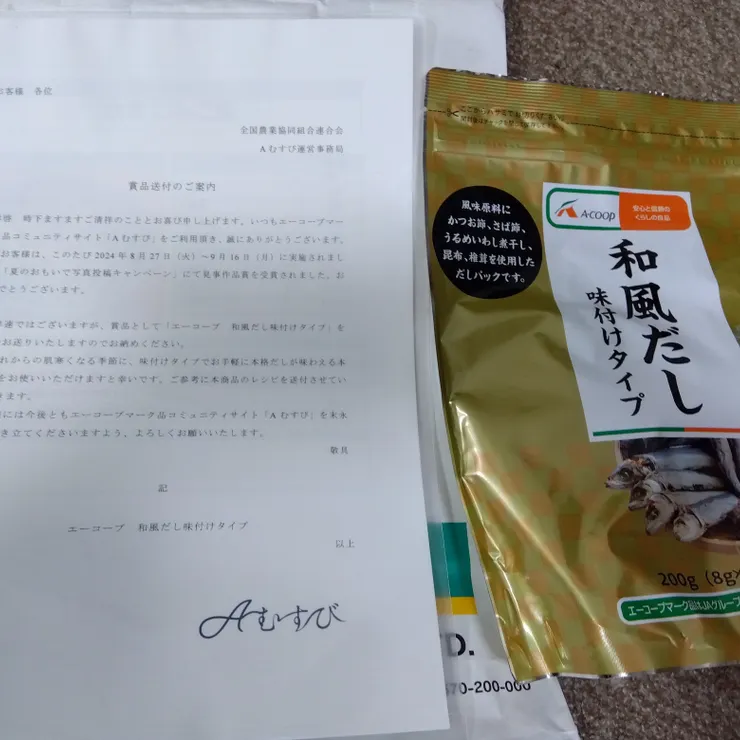 お客様 各位
全国農業協同組合連合会
Aむすび運営事務局
賞品送付のご案内
拝啓 時下ますますご清祥のこととお喜び申し上げます。いつもエーコープマー
品コミュニティサイト「Aむすび」をご利用頂き、誠にありがとうございます。
お客様は、このたび2024年8月27日(火)~9月16日(月)に実施されまし
「夏のおもいで写真投稿キャンペーン」にて見事作品賞を受賞されました。お
でとうございます。
早速ではございますが、賞品として「エーコープ 和風だし味付けタイプ」を
お送りいたしますのでお納めください。
れからの肌寒くなる季節に、味付けタイプでお手軽に本格だしが味わえる本
をお使いいただけますと幸いです。ご参考に本商品のレシピを送付させてい
きます。
には今後ともエーコープマーク品コミュニティサイト「Aむすび」を末永
き立てくださいますよう、よろしくお願いいたします。
敬具
記
エーコープ 和風だし味付けタイプ
以上
Aむすび
D.
570-200-000
風味原料に
かつお節、さば節、
うるめいわし煮干し、
昆布、椎茸を使用した
だしパックです。
A·COOP
安心と信頼の
くらしの良品
和風だし
味付けタイプ
200g(8g×
エーコープマーク品はJAグループ